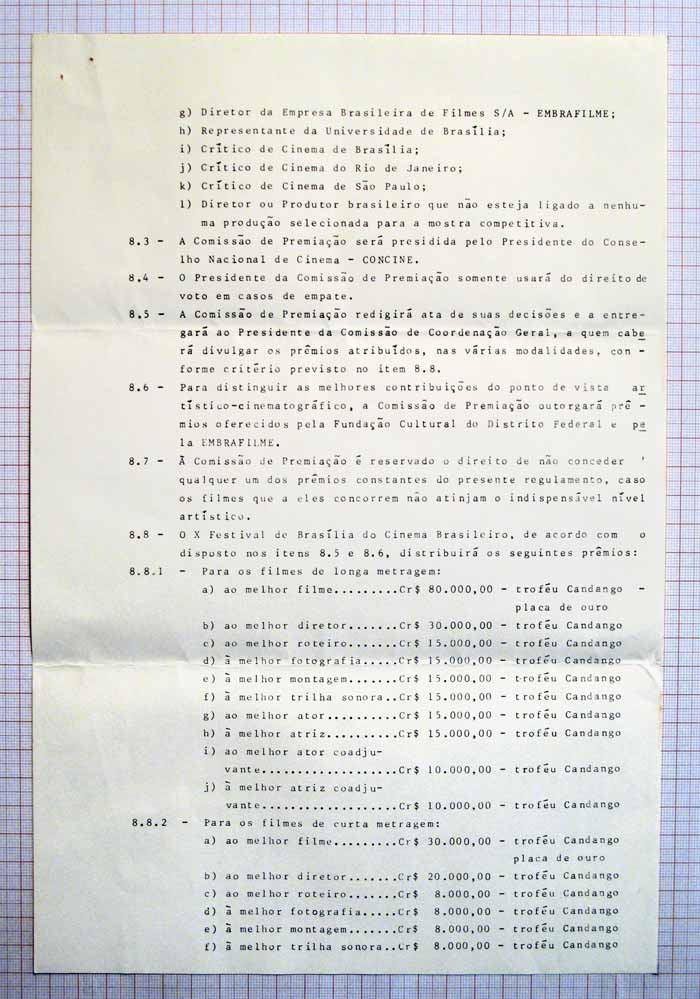 g) Diretor da Empresa Brasileira de Filmes S/A - EMBRAFILME;
h) Representante da Universidade de Brasília;
i) Crítico de Cinema de Brasília;
j) Crítico de Cinema do Rio de Janeiro;
k) Crítico de Cinema de São Paulo;
l) Diretor ou Produtor brasileiro que não esteja ligado a nenhu-
ma produção selecionada para a mostra competitiva.
8.3 - A Comissão de Premiação será presidida pelo Presidente do Conse-
lho Nacional de Cinema - CONCINE.
8.4 - O Presidente da Comissão de Premiação somente usará do direito de
voto em casos de empate.
8.5 - A Comissão de Premiação redigirá ata de suas decisões e a entre-
gará ao Presidente da Comissão de Coordenação Geral, a quem cabe
rá divulgar os prêmios atribuídos, nas várias modalidades, con -
forme critério previsto no item 8.8.
8.6 - Para distinguir as melhores contribuições do ponto de vista ar
tístico-cinematográfico, a Comissão de Premiação outorgará prê -
mios oferecidos pela Fundação Cultural do Distrito Federal e pe
la EMBRAFILME.
8.7 - À Comissão de Premiação é reservado o direito de não conceder '
qualquer um dos prêmios constantes do presente regulamento, caso
os filmes que a eles concorrem não atinjam o indispensável nível
artístico.
8.8 - O X Festival de Brasília do Cinema Brasileiro, de acordo com o
disposto nos itens 8.5 e 8.6, distribuirá os seguintes prêmios:
8.8.1 - Para os filmes de longa metragem:
a) ao melhor filme.........Cr$ 80.000,00 - troféu Candango -
placa de ouro
b) ao melhor diretor.......Cr$ 30.000,00 - troféu Candango
c) ao melhor roteiro.......Cr$ 15.000,00 - troféu Candango
d) à melhor fotografia.....Cr$ 15.000,00 - troféu Candango
e) à melhor montagem.......Cr$ 15.000,00 - troféu Candango
f) à melhor trilha sonora..Cr$ 15.000,00 - troféu Candango
g) ao melhor ator..........Cr$ 15.000,00 - troféu Candango
h) à melhor atriz..........Cr$ 15.000,00 - troféu Candango
i) ao melhor ator coadju-
vante...................Cr$ 10.000,00 - troféu Candango
j) à melhor atriz coadju-
vante...................Cr$ 10.000,00 - troféu Candango
8.8.2 - Para os filmes de curta metragem:
a) ao melhor filme.........Cr$ 30.000,00 - troféu Candango
placa de ouro
b) ao melhor diretor.......Cr$ 20.000,00 - troféu Candango
c) ao melhor roteiro.......Cr$ 8.000,00 - troféu Candango
d) à melhor fotografia.....Cr$ 8.000,00 - troféu Candango
e) à melhor montagem.......Cr$ 8.000,00 - troféu Candango
f) à melhor trilha sonora..Cr$ 8.000,00 - troféu Candango